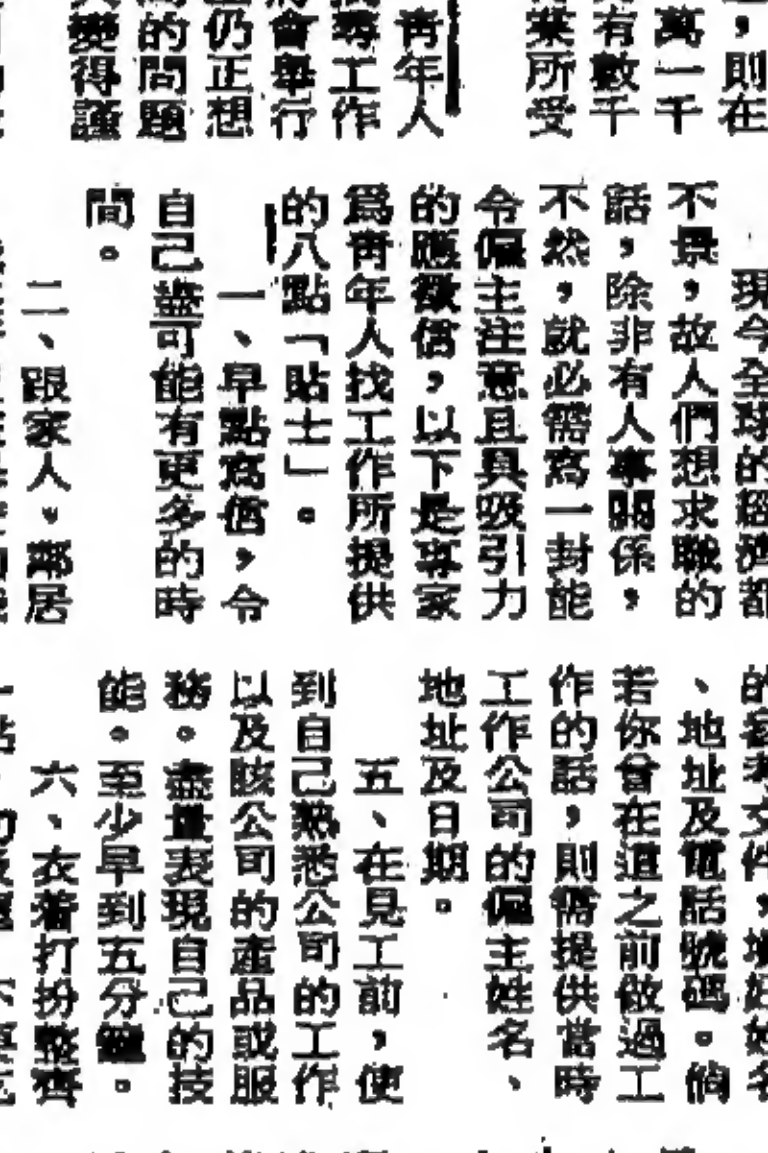 ，則在
萬一千
有數千
業所受
青年人
尋工作
會舉行
仍正想
的問題
變得謹
現今全球的經濟都
不景，故人們想求職的
話，除非有人事關係，
不然，就必需寫一封能
令僱主注意且具吸引力
的應徵信，以下是專家
爲青年人找工作所提供
的八點「貼士」。
一、早點寫信，令
自己盡可能有更多的時
間。
二、跟家人，鄰居
的參考文件，填好姓名
、地址及電話號碼。倘
若你曾在這之前做過工
作的話，則需提供當時
工作公司的僱主姓名、
地址及日期。
五、在見工前，使
到自己熟悉公司的工作
以及該公司的產品或服
務。盡量表現自己的技
能。至少早到五分鐘。
六、衣着打扮整齊